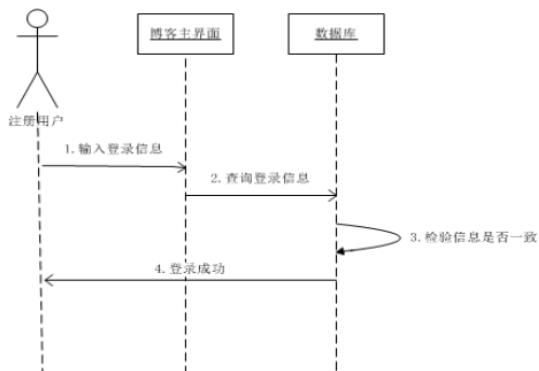 博客主界面
数据库
注册用户
1.输入登录信息
2.查询登录信息
3.检验信息是否一致
4.登录成功